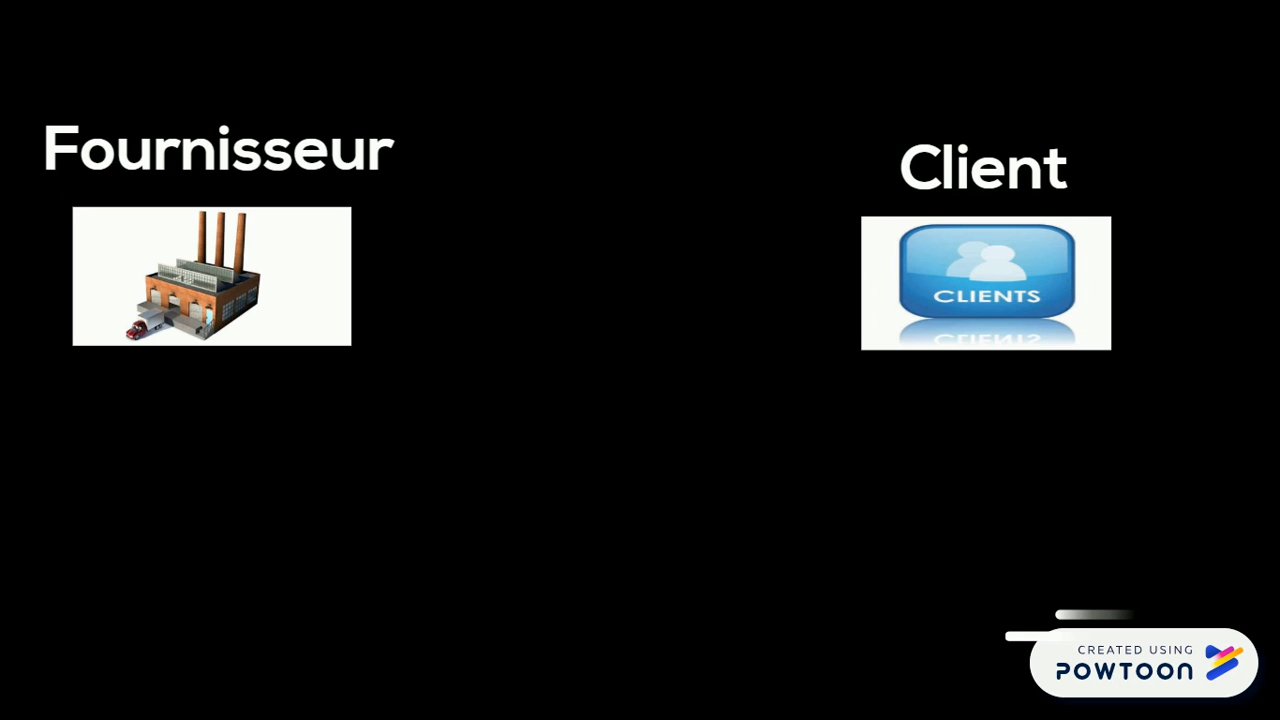 Fournisseur
Client
CLIENTS
CREATED USING
POWTOON